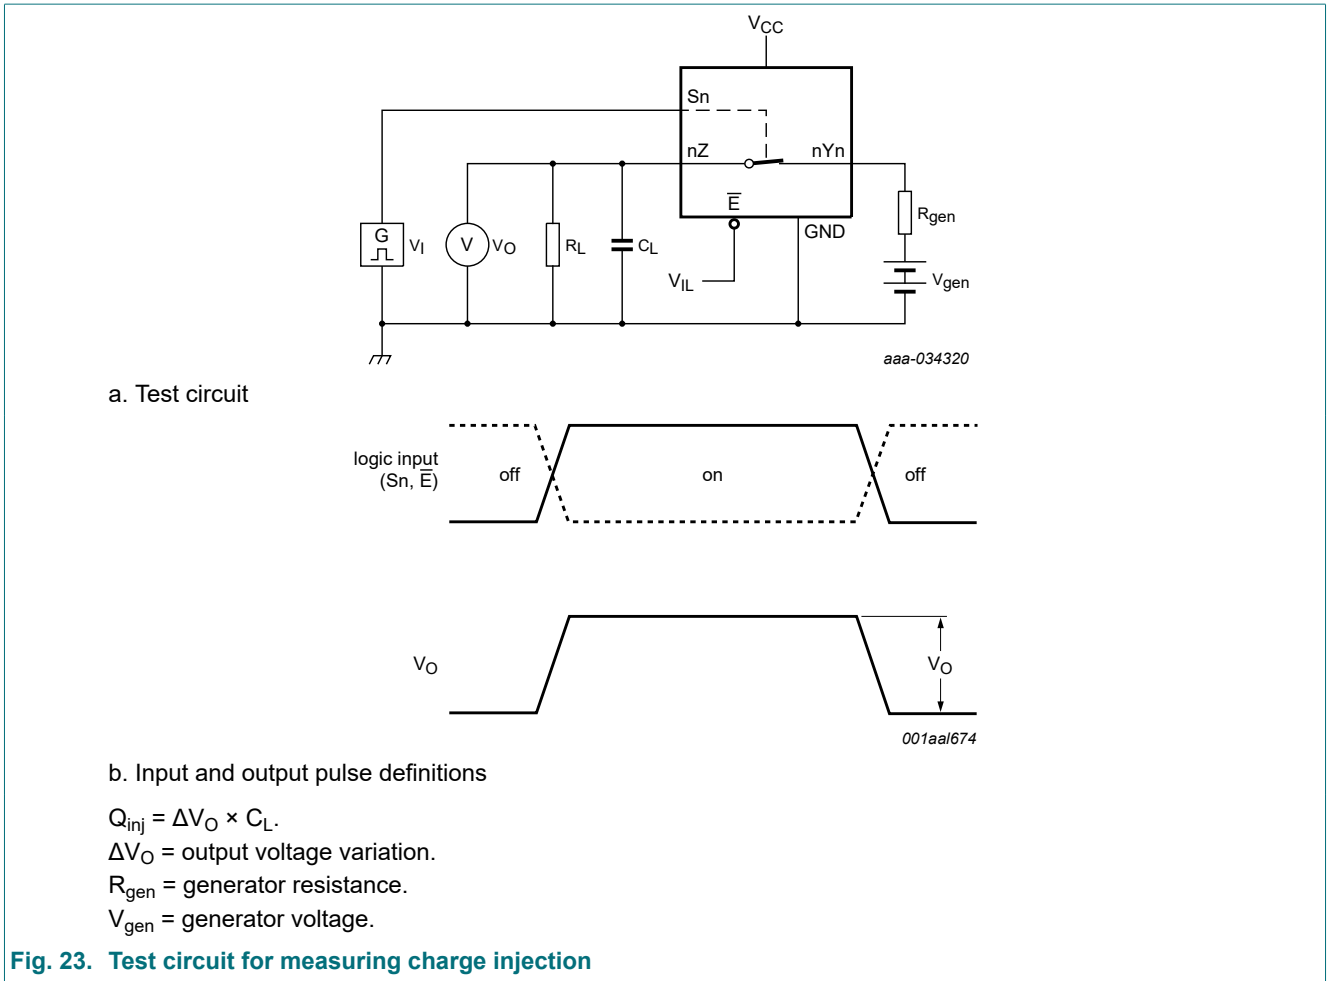 VCC
Sn
nZ
nYn
E̅
GND
Rgen
G
VI
V
VO
RL
CL
VIL
Vgen
aaa-034320
a. Test circuit
logic input
(Sn, E̅)
off
on
off
VO
VO
001aal674
b. Input and output pulse definitions
Qinj = ΔVO × CL.
ΔVO = output voltage variation.
Rgen = generator resistance.
Vgen = generator voltage.
Fig. 23. Test circuit for measuring charge injection